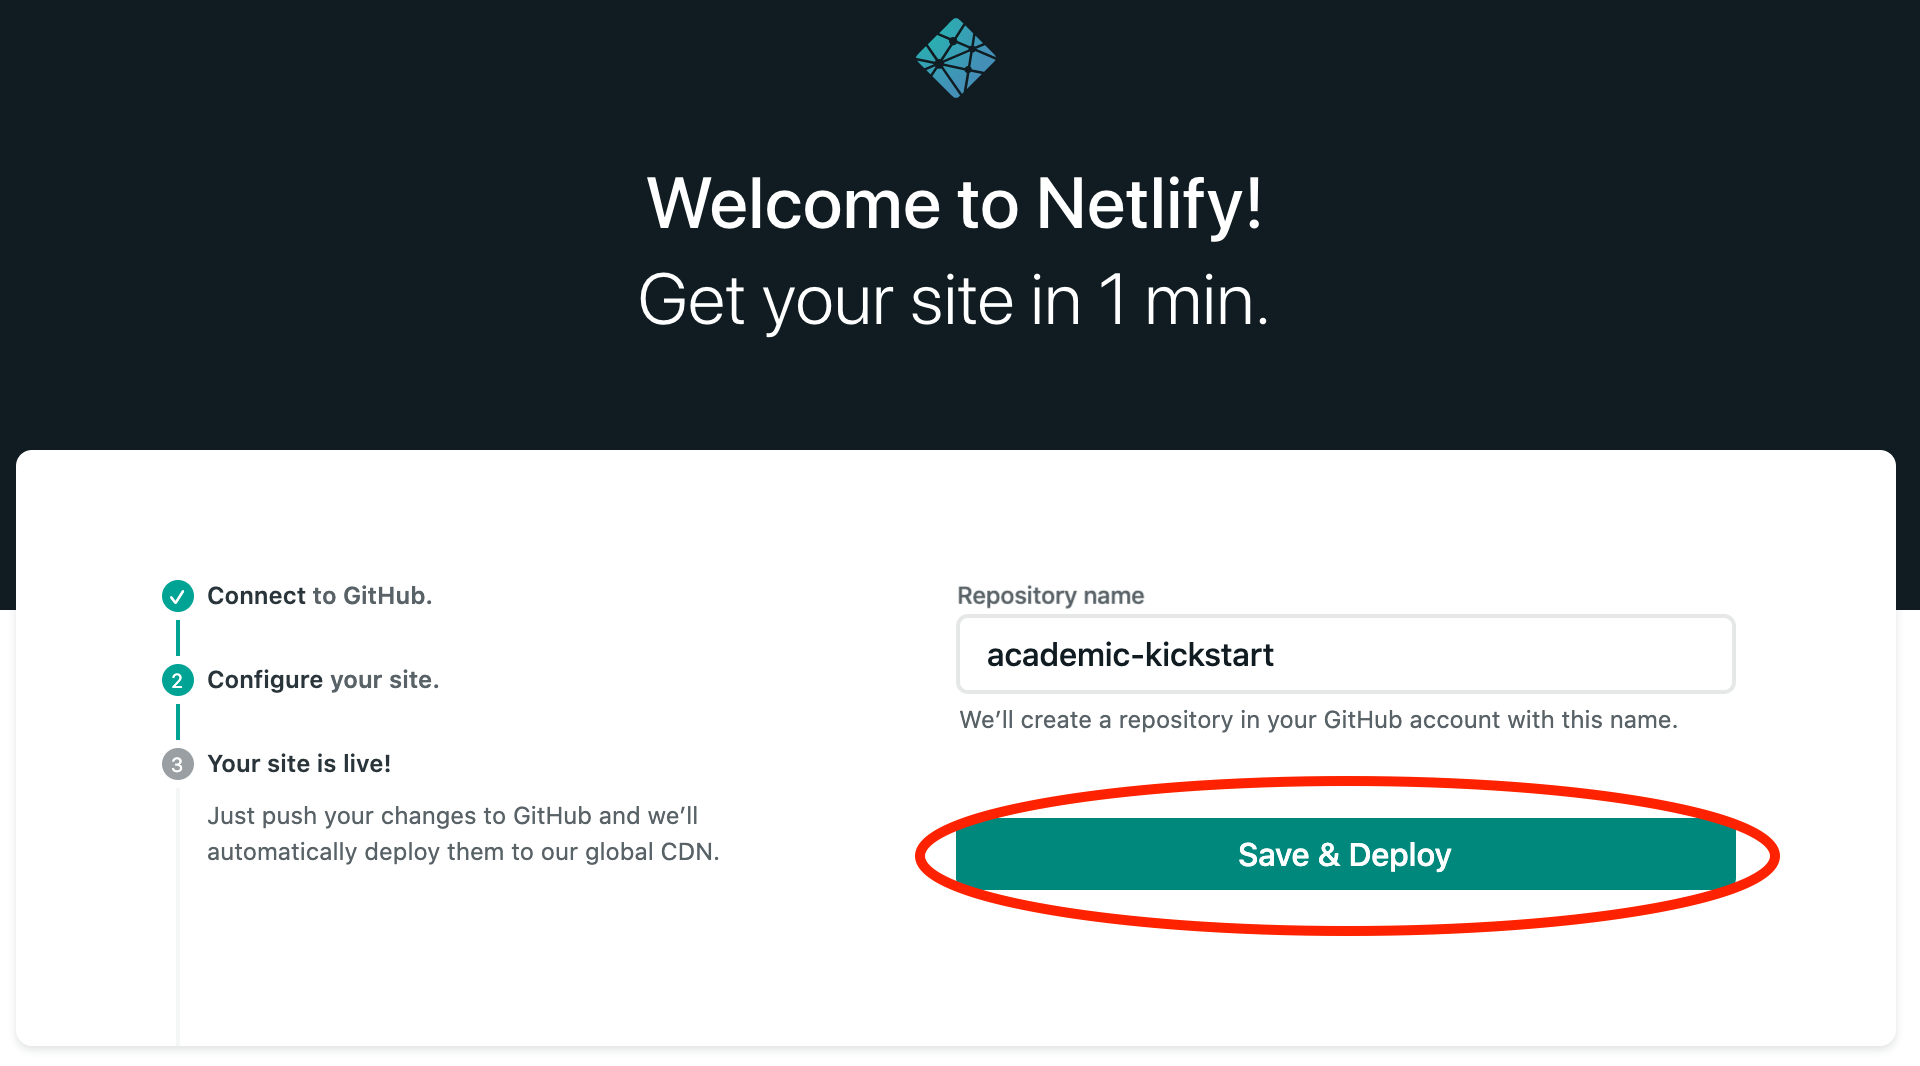 Welcome to Netlify!
Get your site in 1 min.
Connect to GitHub.
2 Configure your site.
3 Your site is live!
Just push your changes to GitHub and we’ll
automatically deploy them to our global CDN.
Repository name
academic-kickstart
We’ll create a repository in your GitHub account with this name.
Save & Deploy